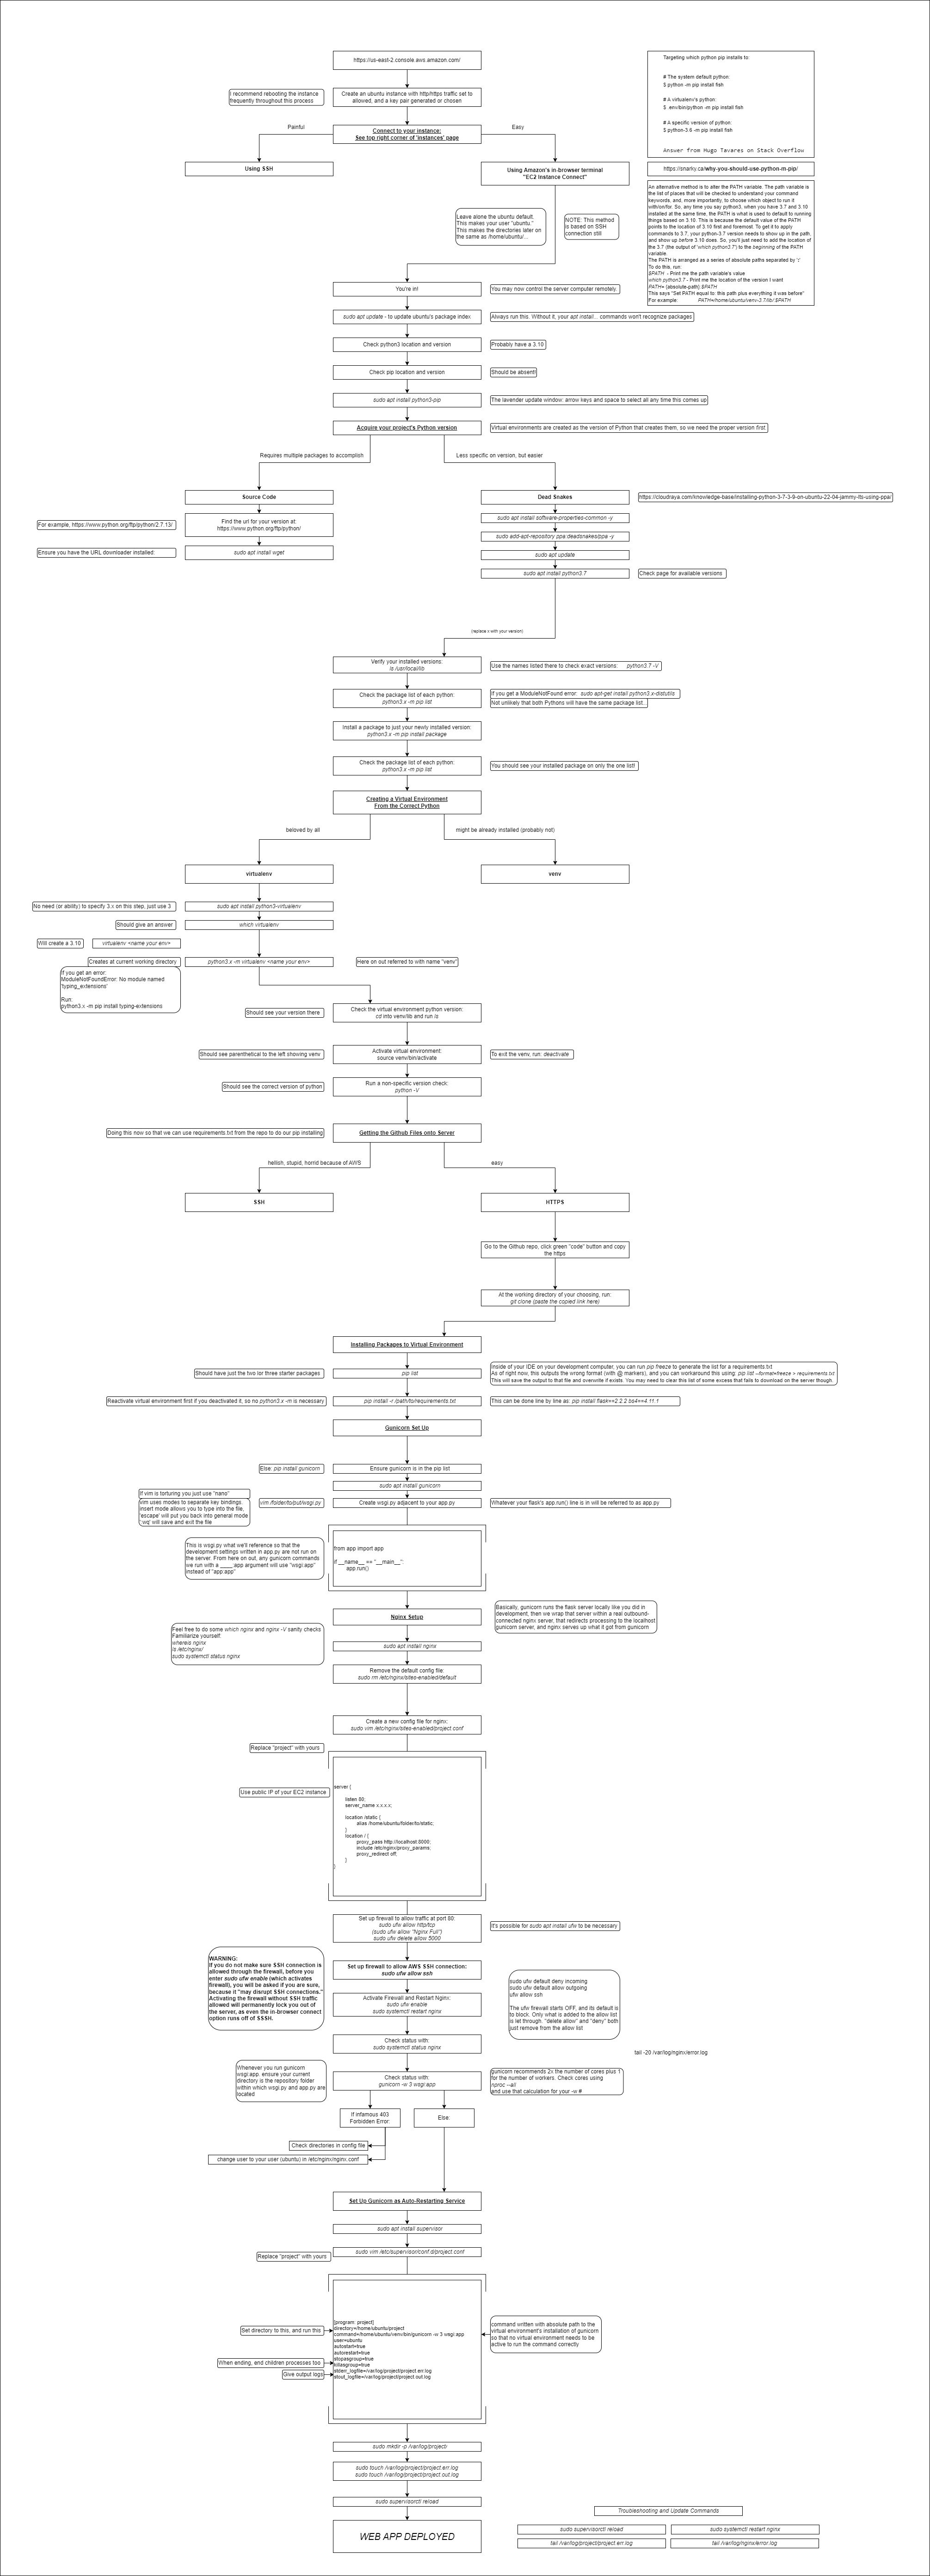 https://us-east-2.console.aws.amazon.com/
Targeting which python pip installs to:
# The system default python:
$ python -m pip install fish
# A virtualenv's python
$ .env/bin/python -m pip install fish
# A specific version of python:
$ python-3.6 -m pip install fish
Answer from Hugo Tavares on Stack Overflow
I recommend rebooting the instance
frequently throughout this process
Create an ubuntu instance with http/https traffic set to
allowed, and a key pair generated or chosen
Connect to your instance:
See top right corner of 'Instances' page
Painful
Easy
Using SSH
Using Amazon's in-browser terminal
"EC2 Instance Connect"
https://snarky.ca/why-you-should-use-python-m-pip/
An alternative method is to alter the PATH variable. The path variable is
the list of places that will be checked to understand your command
keywords, and, more importantly, to choose which object to run it
with/on/for. So, any time you say python3, when you have 3.7 and 3.10
installed at the same time, the PATH is what is used to default to running
things based on 3.10. This is because the default value of the PATH
points to the location of 3.10 first and foremost. To get it to apply
commands to 3.7, your python-3.7 version needs to show up in the path,
and show up before 3.10 does. So, you'll just need to add the location of
the 3.7 (the output of 'which python3.7') to the beginning of the PATH
variable.
The PATH is arranged as a series of absolute paths separated by ':'
To do this, run:
$PATH - Print me the path variable's value
which python3.7 - Print me the location of the version I want
PATH= (absolute-path):$PATH
This says "Set PATH equal to: this path plus everything it was before"
For example: PATH=/home/ubuntu/venv-3.7/lib/:$PATH
Leave alone the ubuntu default.
This makes your user "ubuntu."
This makes the directories later on
the same as /home/ubuntu/...
NOTE: This method
is based on SSH
connection still
You're in!
You may now control the server computer remotely.
sudo apt update - to update ubuntu's package index
Always run this. Without it, your apt install... commands won't recognize packages
Check python3 location and version
Probably have a 3.10
Check pip location and version
Should be absent!!
sudo apt install python3-pip
The lavender update window: arrow keys and space to select all any time this comes up
Acquire your project's Python version
Virtual environments are created as the version of Python that creates them, so we need the proper version first
Requires multiple packages to accomplish
Less specific on version, but easier
Source Code
Dead Snakes
https://cloudraya.com/knowledge-base/installing-python-3-7-3-9-on-ubuntu-22-04-jammy-lts-using-ppa/
For example, https://www.python.org/ftp/python/2.7.13/
Find the url for your version at:
https://www.python.org/ftp/python/
sudo apt install software-properties-common -y
sudo add-apt-repository ppa:deadsnakes/ppa -y
Ensure you have the URL downloader installed:
sudo apt install wget
sudo apt update
sudo apt install python3.7
Check page for available versions.
(replace x with your version)
Verify your installed versions:
ls /usr/local/lib
Use the names listed there to check exact versions: python3.7 -V
Check the package list of each python:
python3.x -m pip list
If you get a ModuleNotFound error: sudo apt-get install python3.x-distutils
Not unlikely that both Pythons will have the same package list...
Install a package to just your newly installed version:
python3.x -m pip install package
Check the package list of each python:
python3.x -m pip list
You should see your installed package on only the one list!
Creating a Virtual Environment
From the Correct Python
beloved by all
might be already installed (probably not)
virtualenv
venv
No need (or ability) to specify 3.x on this step, just use 3
sudo apt install python3-virtualenv
Should give an answer
which virtualenv
Will create a 3.10
virtualenv <name your env>
Creates at current working directory
python3.x -m virtualenv <name your env>
Here on out referred to with name "venv"
If you get an error:
ModuleNotFoundError: No module named
'typing_extensions'
Run:
python3.x -m pip install typing-extensions
Should see your version there
Check the virtual environment python version:
cd into venv/lib and run ls
Should see parenthetical to the left showing venv
Activate virtual environment:
source venv/bin/activate
To exit the venv, run: deactivate
Should see the correct version of python
Run a non-specific version check:
python -V
Doing this now so that we can use requirements.txt from the repo to do our pip installing
Getting the Github Files onto Server
hellish, stupid, horrid because of AWS
easy
SSH
HTTPS
Go to the Github repo, click green "code" button and copy
the https
At the working directory of your choosing, run:
git clone (paste the copied link here)
Installing Packages to Virtual Environment
Should have just the two lor three starter packages
pip list
Inside of your IDE on your development computer, you can run pip freeze to generate the list for a requirements.txt
As of right now, this outputs the wrong format (with @ markers), and you can workaround this using: pip list --format=freeze > requirements.txt
This will save the output to that file and overwrite if exists. You may need to clear this list of some excess that fails to download on the server though.
Reactivate virtual environment first if you deactivated it, so no python3.x -m is necessary
pip install -r /path/to/requirements.txt
This can be done line by line as: pip install flask==2.2.2 bs4==4.11.1
Gunicorn Set Up
Else: pip install gunicorn
Ensure gunicorn is in the pip list
sudo apt install gunicorn
If vim is torturing you just use "nano"
vim uses modes to separate key bindings.
insert mode allows you to type into the file,
'escape' will put you back into general mode
':wq' will save and exit the file
vim /folder/to/put/wsgi.py
Create wsgi.py adjacent to your app.py
Whatever your flask's app.run() line is in will be referred to as app.py
This is wsgi.py what we'll reference so that the
development settings written in app.py are not run on
the server. From here on out, any gunicorn commands
we run with a ____:app argument will use "wsgi:app"
instead of "app:app"
from app import app
if __name__ == "__main__":
app.run()
Nginx Setup
Basically, gunicorn runs the flask server locally like you did in
development, then we wrap that server within a real outbound-
connected nginx server, that redirects processing to the localhost
gunicorn server, and nginx serves up what it got from gunicorn
Feel free to do some which nginx and nginx -V sanity checks
Familiarize yourself:
whereis nginx
ls /etc/nginx/
sudo systemctl status nginx
sudo apt install nginx
Remove the default config file:
sudo rm /etc/nginx/sites-enabled/default
Create a new config file for nginx:
sudo vim /etc/nginx/sites-enabled/project.conf
Replace "project" with yours
Use public IP of your EC2 instance
server {
listen 80;
server_name x.x.x.x;
location /static {
alias /home/ubuntu/folder/to/static;
}
location / {
proxy_pass http://localhost:8000;
include /etc/nginx/proxy_params;
proxy_redirect off;
}
}
Set up firewall to allow traffic at port 80:
sudo ufw allow http/tcp
(sudo ufw allow "Nginx Full")
sudo ufw delete allow 5000
It's possible for sudo apt install ufw to be necessary
WARNING:
If you do not make sure SSH connection is
allowed through the firewall, before you
enter sudo ufw enable (which activates
firewall), you will be asked if you are sure,
because it "may disrupt SSH connections."
Activating the firewall without SSH traffic
allowed will permanently lock you out of
the server, as even the in-browser connect
option runs off of SSSH.
Set up firewall to allow AWS SSH connection:
sudo ufw allow ssh
sudo ufw default deny incoming
sudo ufw default allow outgoing
ufw allow ssh
The ufw firewall starts OFF, and its default is
to block. Only what is added to the allow list
is let through. "delete allow" and "deny" both
just remove from the allow list
Activate Firewall and Restart Nginx:
sudo ufw enable
sudo systemctl restart nginx
Check status with:
sudo systemctl status nginx
tail -20 /var/log/nginx/error.log
Whenever you run gunicorn
wsgi:app. ensure your current
directory is the repository folder
within which wsgi.py and app.py are
located
Check status with:
gunicorn -w 3 wsgi:app
gunicorn recommends 2x the number of cores plus 1
for the number of workers. Check cores using
nproc --all
and use that calculation for your -w #
If infamous 403
Forbidden Error:
Else:
Check directories in config file
change user to your user (ubuntu) in /etc/nginx/nginx.conf
Set Up Gunicorn as Auto-Restarting Service
sudo apt install supervisor
Replace "project" with yours
sudo vim /etc/supervisor/conf.d/project.conf
Set directory to this, and run this
When ending, end children processes too
Give output logs
[program: project]
directory=/home/ubuntu/project
command=/home/ubuntu/venv/bin/gunicorn -w 3 wsgi:app
user=ubuntu
autostart=true
autorestart=true
stopasgroup=true
killasgroup=true
stderr_logfile=/var/log/project/project.err.log
stout_logfile=/var/log/project/project.out.log
command written with absolute path to the
virtual environment's installation of gunicorn
so that no virtual environment needs to be
active to run the command correctly
sudo mkdir -p /var/log/project/
sudo touch /var/log/project/project.err.log
sudo touch /var/log/project/project.out.log
sudo supervisorctl reload
WEB APP DEPLOYED
Troubleshooting and Update Commands
sudo supervisorctl reload
sudo systemctl restart nginx
tail /var/log/project/project.err.log
tail /var/log/nginx/error.log